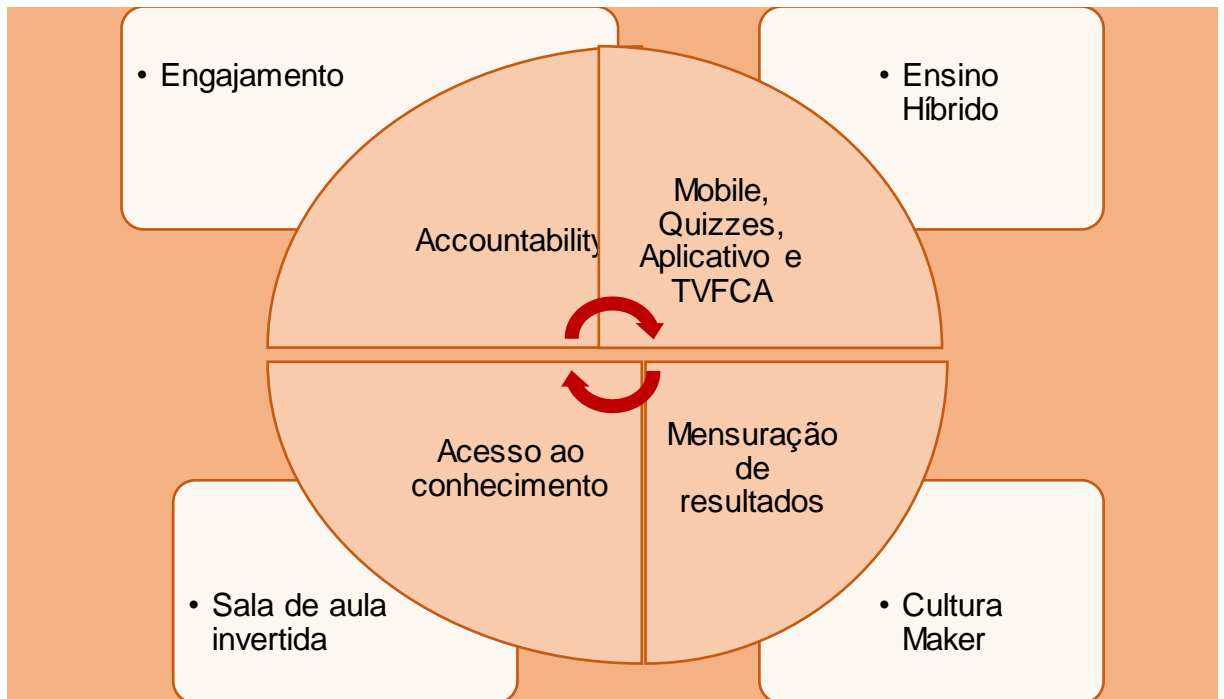 • Engajamento
• Ensino
Híbrido
Accountability
Mobile,
Quizzes,
Aplicativo e
TVFCA
Acesso ao
conhecimento
Mensuração
de
resultados
• Sala de aula
invertida
• Cultura
Maker